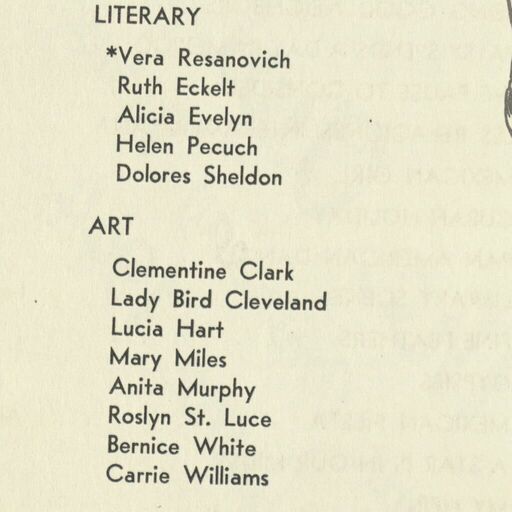 LITERARY
*Vera Resanovich
Ruth Eckelt
Alicia Evelyn
Helen Pecuch
Dolores Sheldon
ART
Clementine Clark
Lady Bird Cleveland
Lucia Hart
Mary Miles
Anita Murphy
Roslyn St. Luce
Bernice White
Carrie Williams